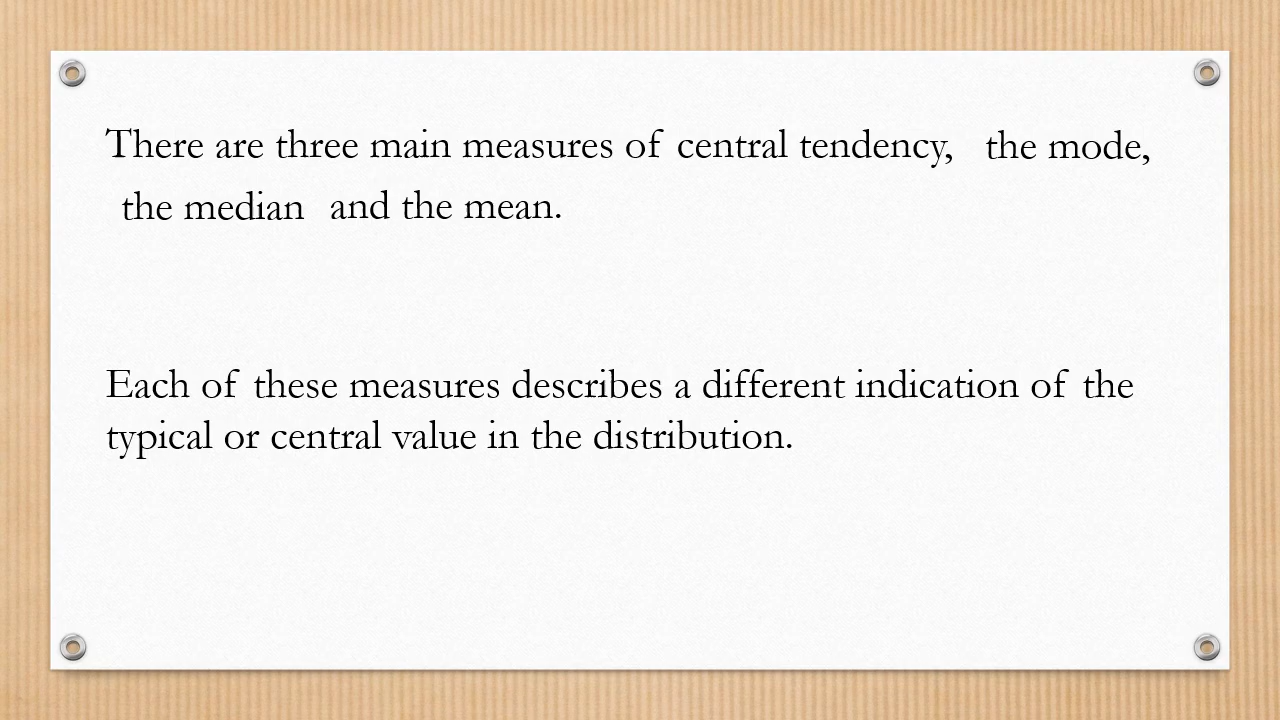 There are three main measures of central tendency, the mode,
the median and the mean.
Each of these measures describes a different indication of the
typical or central value in the distribution.